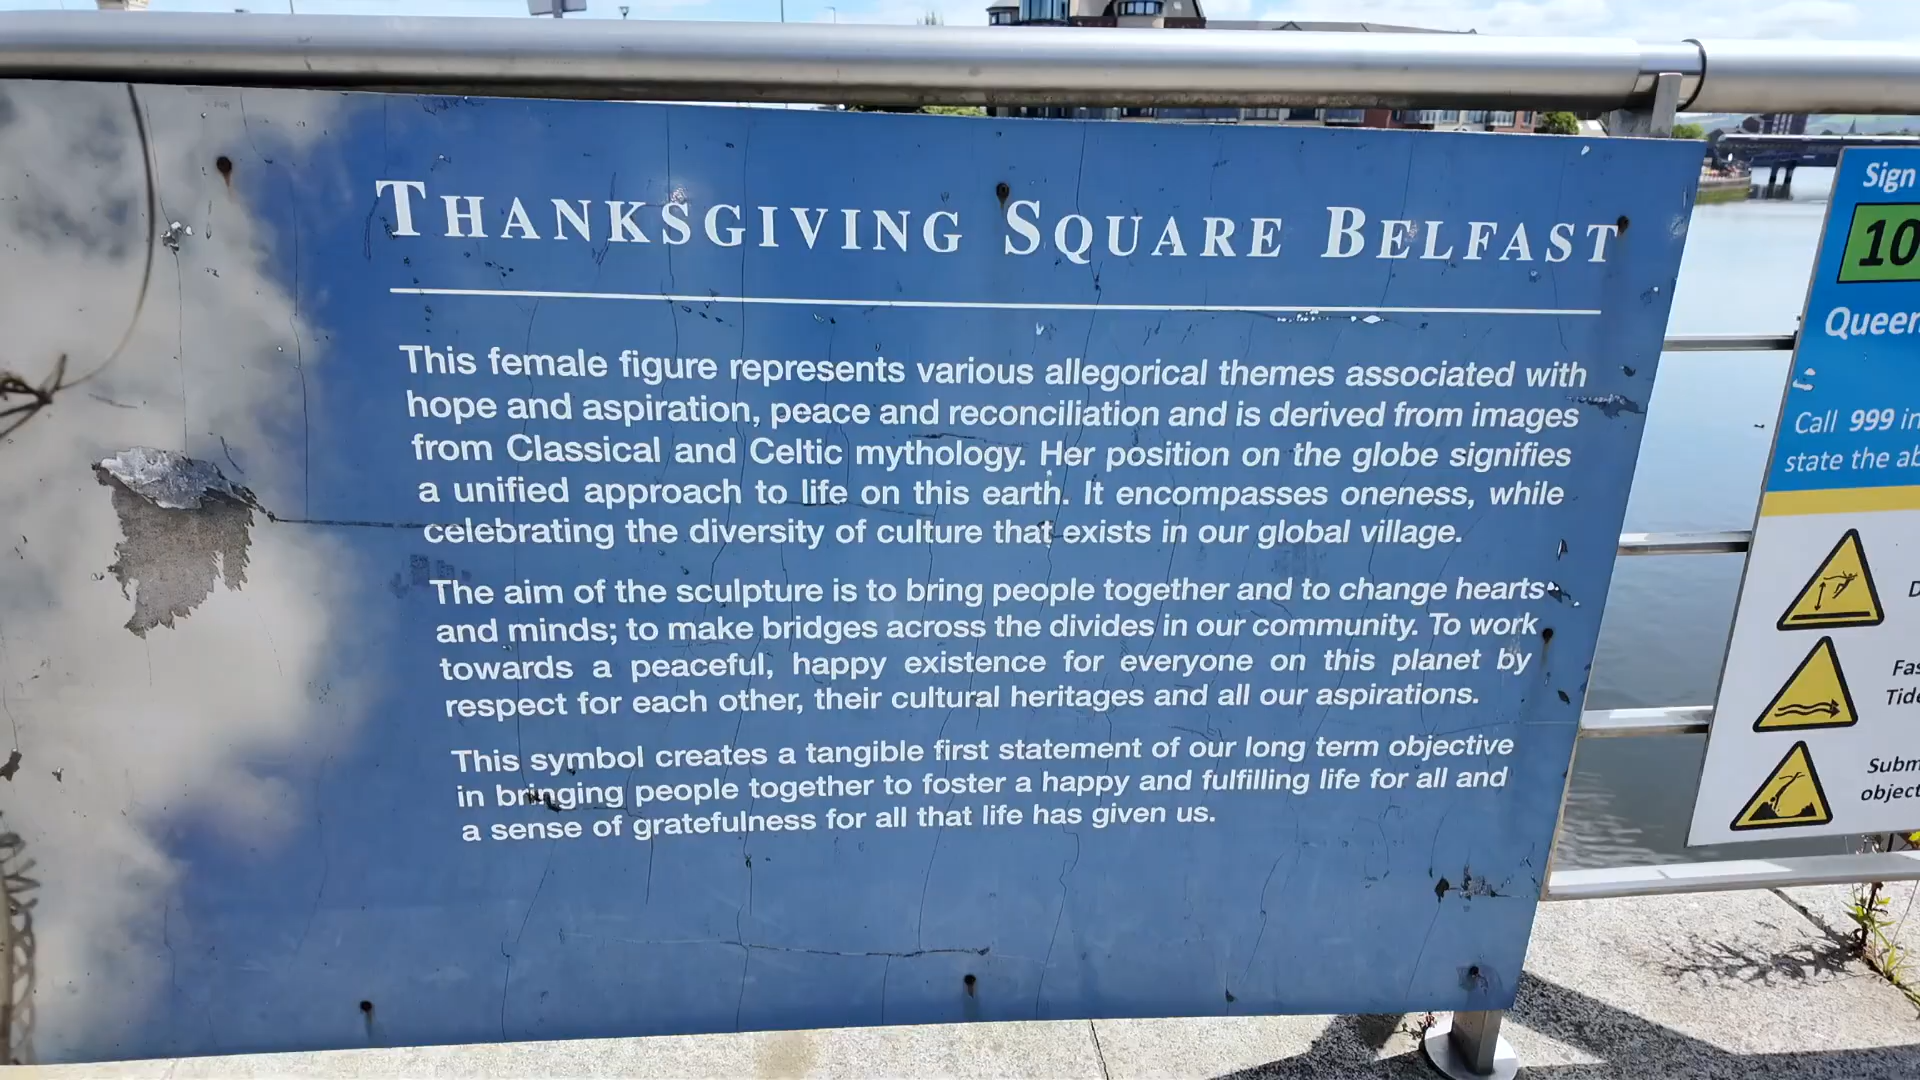 THANKSGIVING SQUARE BELFAST
This female figure represents various allegorical themes associated with
hope and aspiration, peace and reconciliation and is derived from images
from Classical and Celtic mythology. Her position on the globe signifies
a unified approach to life on this earth. It encompasses oneness, while
celebrating the diversity of culture that exists in our global village.
The aim of the sculpture is to bring people together and to change hearts
and minds; to make bridges across the divides in our community. To work
towards a peaceful, happy existence for everyone on this planet by
respect for each other, their cultural heritages and all our aspirations.
This symbol creates a tangible first statement of our long term objective
in bringing people together to foster a happy and fulfilling life for all and
a sense of gratefulness for all that life has given us.
Sign
10
Call 999 in
state the